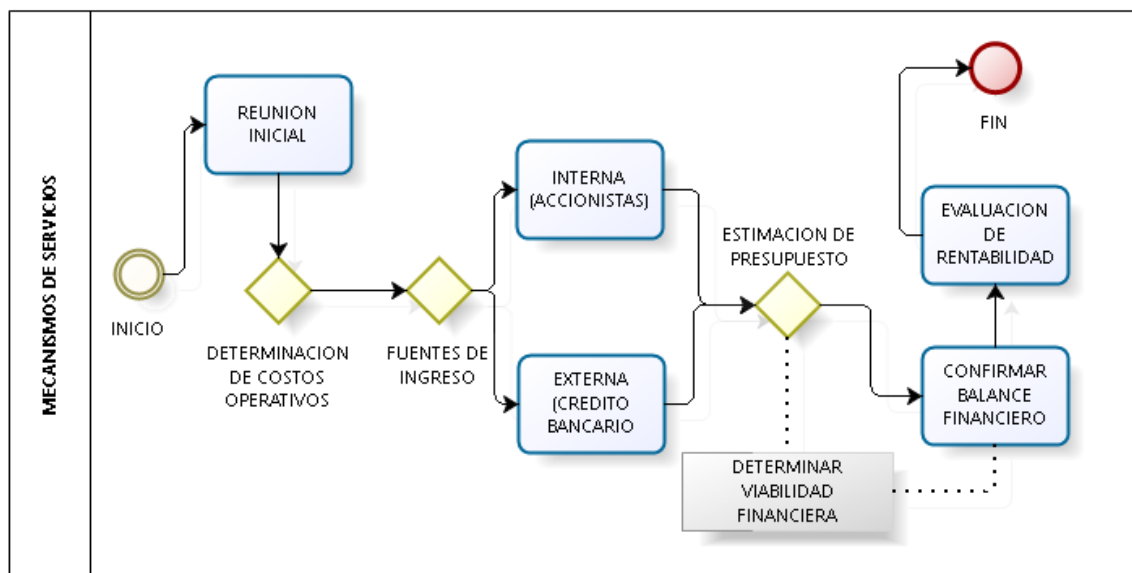 MECANISMOS DE SERVICIOS
INICIO
REUNION
INICIAL
DETERMINACION
DE COSTOS
OPERATIVOS
FUENTES DE
INGRESO
INTERNA
(ACCIONISTAS)
EXTERNA
(CREDITO
BANCARIO
ESTIMACION DE
PRESUPUESTO
DETERMINAR
VIABILIDAD
FINANCIERA
CONFIRMAR
BALANCE
FINANCIERO
EVALUACION
DE
RENTABILIDAD
FIN